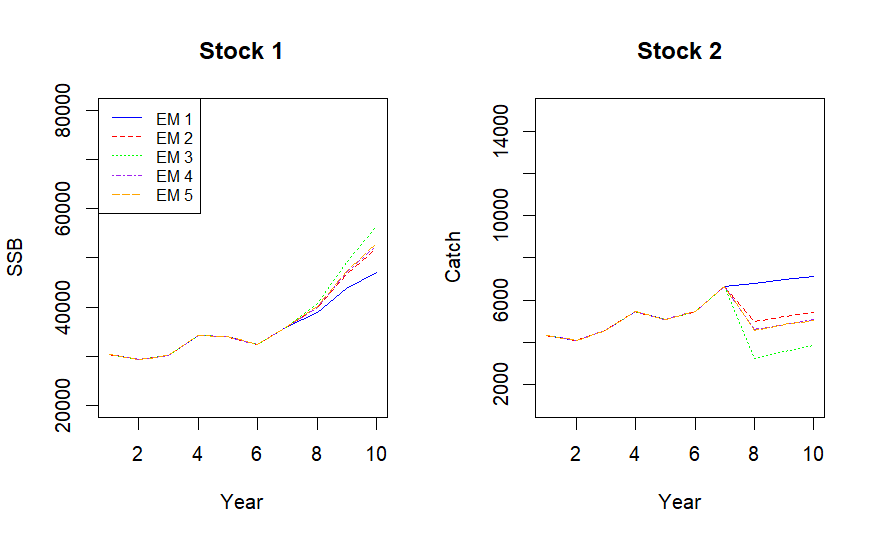 Stock 1
SSB
80000
60000
40000
20000
EM 1
EM 2
EM 3
EM 4
EM 5
2 4 6 8 10
Year
Stock 2
Catch
14000
10000
6000
2000
2 4 6 8 10
Year